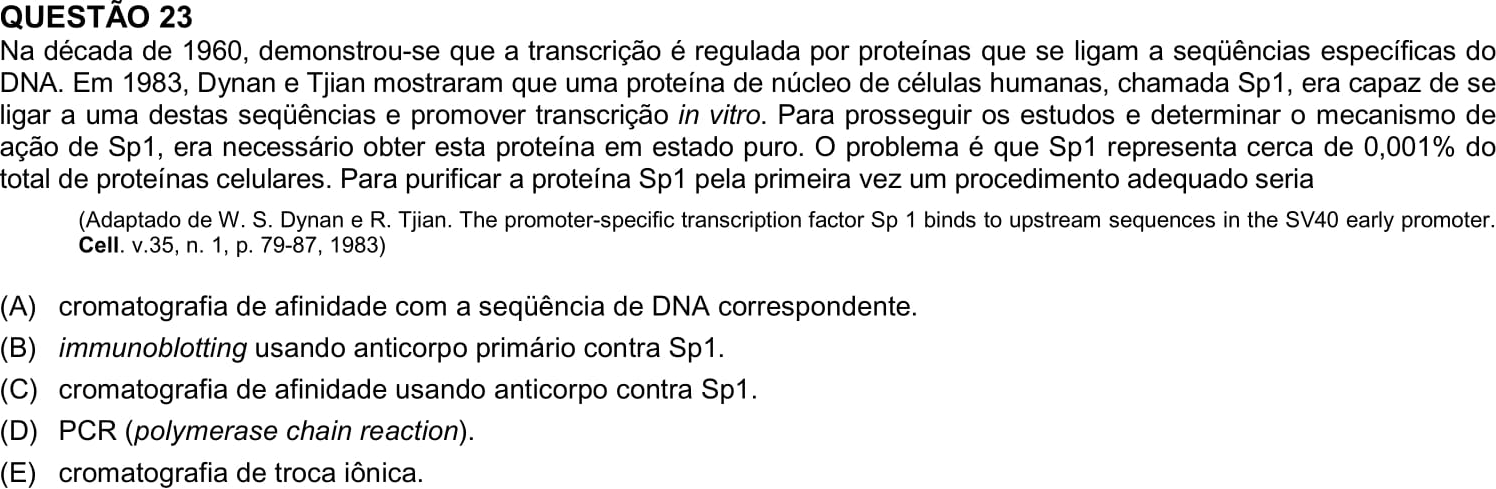 QUESTÃO 23
Na década de 1960, demonstrou-se que a transcrição é regulada por proteínas que se ligam a seqüências específicas do
DNA. Em 1983, Dynan e Tjian mostraram que uma proteína de núcleo de células humanas, chamada Sp1, era capaz de se
ligar a uma destas seqüências e promover transcrição in vitro. Para prosseguir os estudos e determinar o mecanismo de
ação de Sp1, era necessário obter esta proteína em estado puro. O problema é que Sp1 representa cerca de 0,001% do
total de proteínas celulares. Para purificar a proteína Sp1 pela primeira vez um procedimento adequado seria
(Adaptado de W. S. Dynan e R. Tjian. The promoter-specific transcription factor Sp 1 binds to upstream sequences in the SV40 early promoter.
Cell. v.35, n. 1, p. 79-87, 1983)
(A) cromatografia de afinidade com a seqüência de DNA correspondente.
(B) immunoblotting usando anticorpo primário contra Sp1.
(C) cromatografia de afinidade usando anticorpo contra Sp1.
(D) PCR (polymerase chain reaction).
(E) cromatografia de troca iônica.